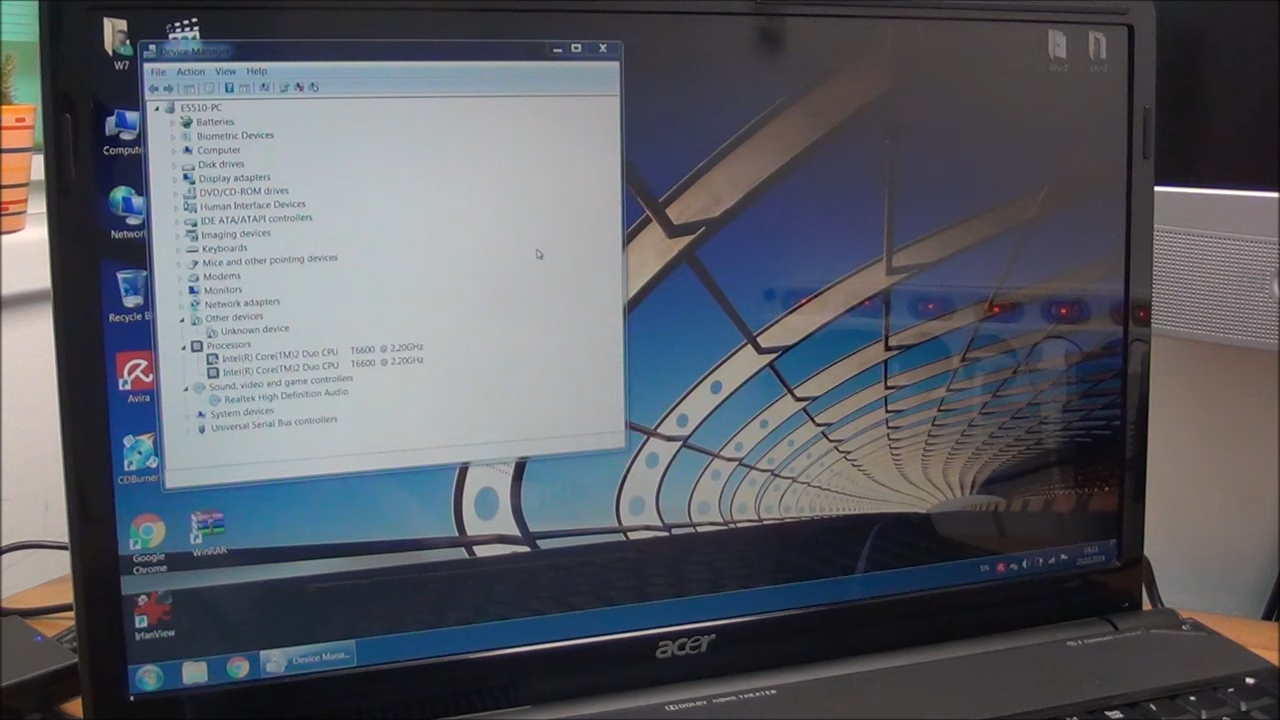 W7
Computer
Network
Recycle B
Avira
CDBurner
Google
Chrome
WinRAR
IrfanView
Device Manager
File Action View Help
E5510-PC
Batteries
Biometric Devices
Computer
Disk drives
Display adapters
DVD/CD-ROM drives
Human Interface Devices
IDE ATA/ATAPI controllers
Imaging devices
Keyboards
Mice and other pointing devices
Modems
Monitors
Network adapters
Other devices
Unknown device
Processors
Intel(R) Core(TM)2 Duo CPU T6600 @ 2.20GHz
Intel(R) Core(TM)2 Duo CPU T6600 @ 2.20GHz
Sound, video and game controllers
Realtek High Definition Audio
System devices
Universal Serial Bus controllers
Device Mana...
EN
acer
DOLBY HOME THEATER